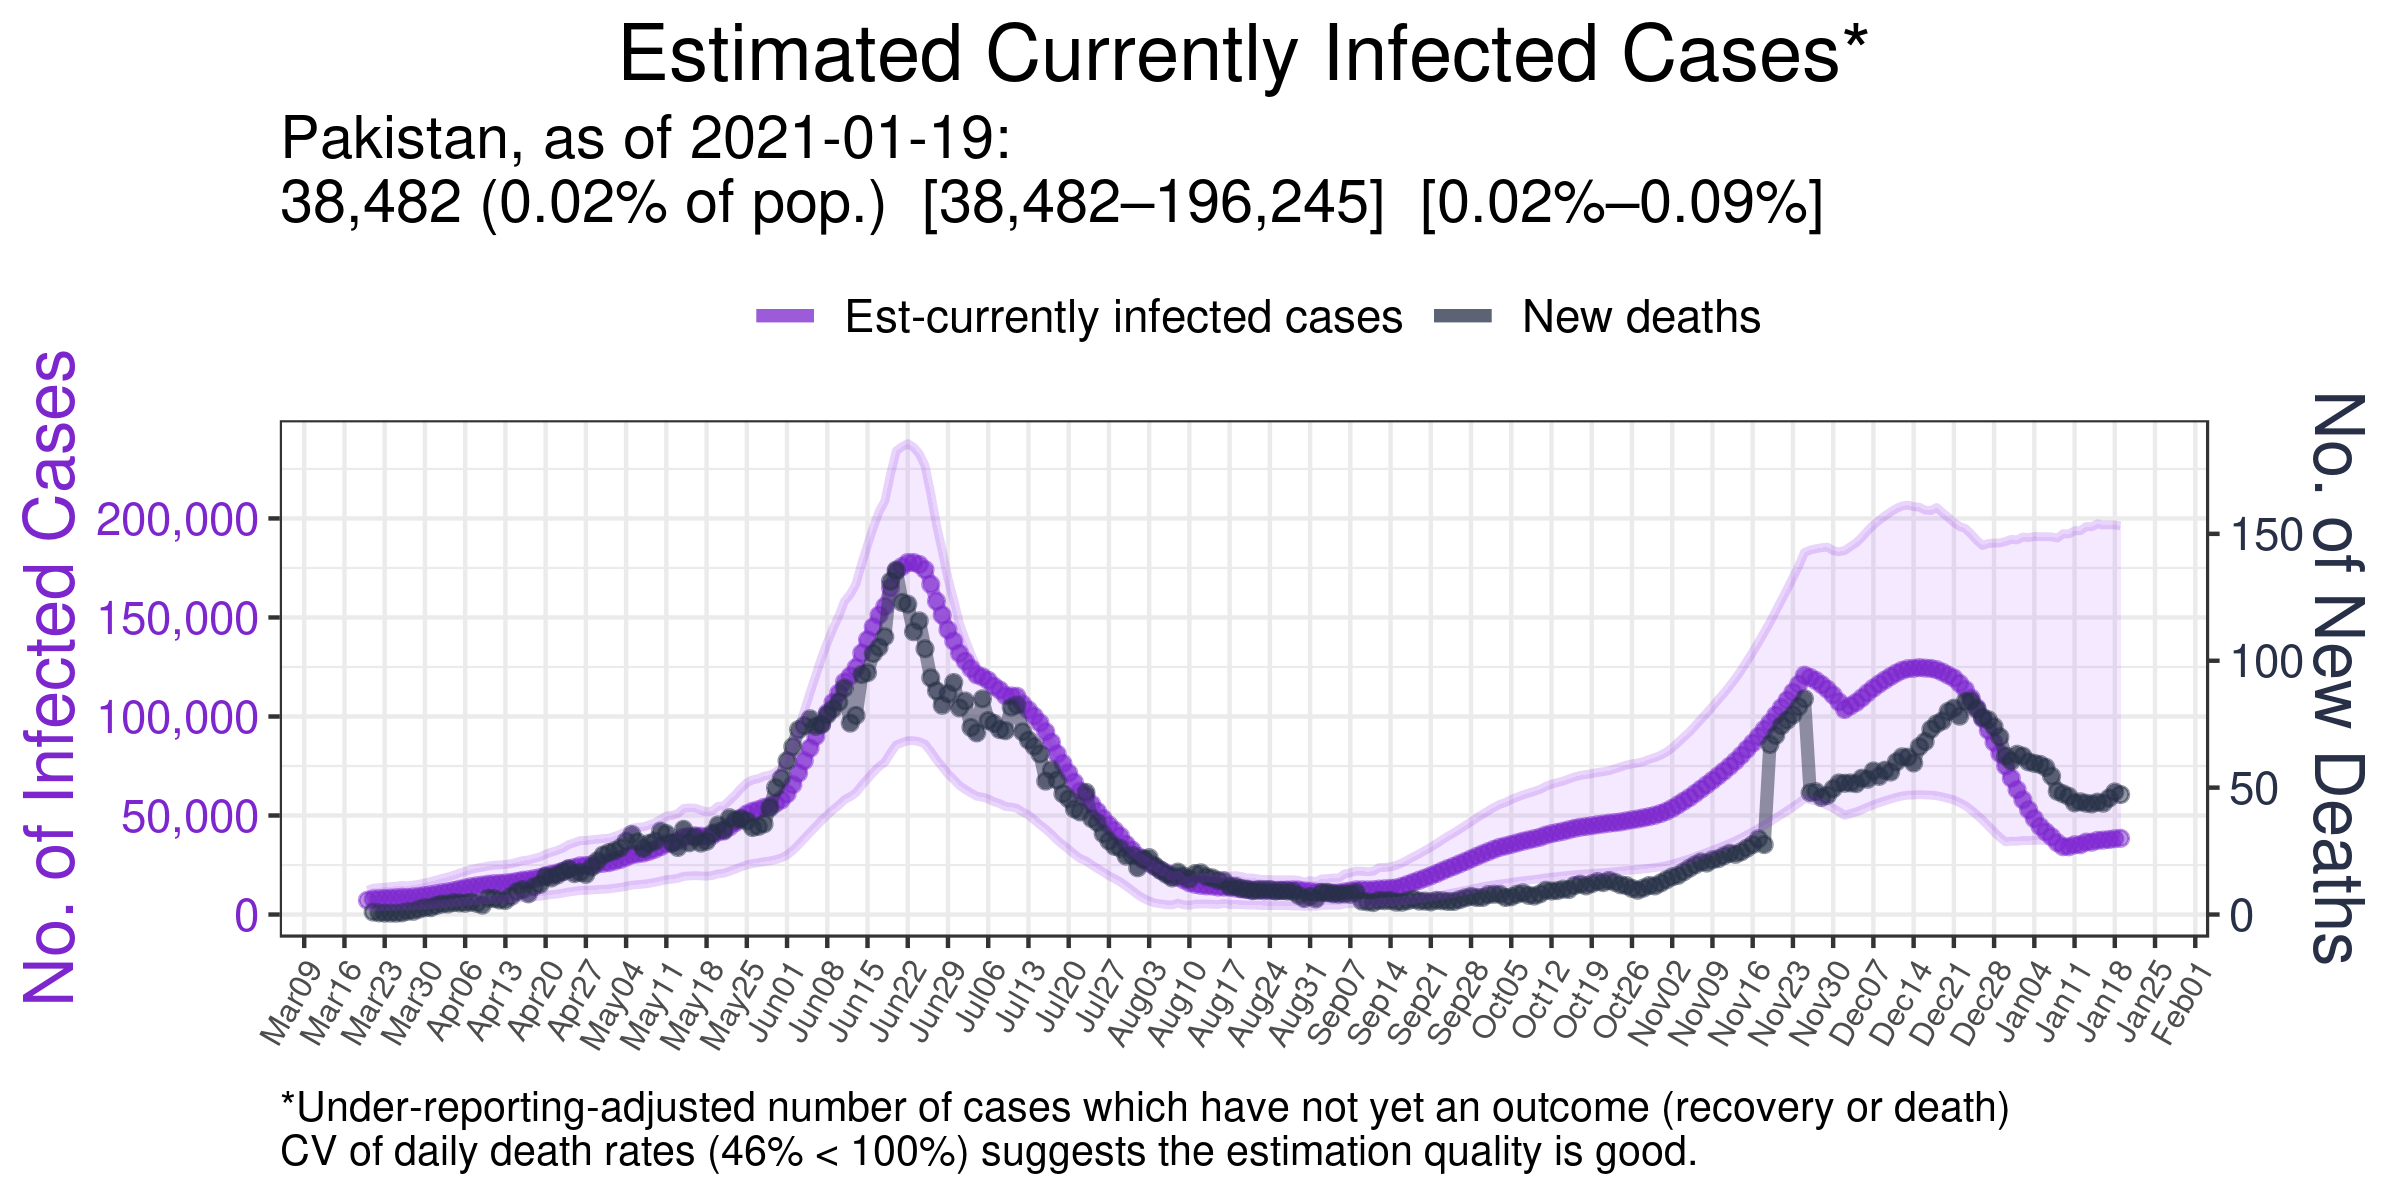 Estimated Currently Infected Cases*
Pakistan, as of 2021-01-19:
38,482 (0.02% of pop.) [38,482–196,245] [0.02%–0.09%]
Est-currently infected cases
New deaths
No. of Infected Cases
200,000
150,000
100,000
50,000
0
150
100
50
0
No. of New Deaths
Mar09
Mar16
Mar23
Mar30
Apr06
Apr13
Apr20
Apr27
May04
May11
May18
May25
Jun01
Jun08
Jun15
Jun22
Jun29
Jul06
Jul13
Jul20
Jul27
Aug03
Aug10
Aug17
Aug24
Aug31
Sep07
Sep14
Sep21
Sep28
Oct05
Oct12
Oct19
Oct26
Nov02
Nov09
Nov16
Nov23
Nov30
Dec07
Dec14
Dec21
Dec28
Jan04
Jan11
Jan18
Jan25
Feb01
*Under-reporting-adjusted number of cases which have not yet an outcome (recovery or death)
CV of daily death rates (46% < 100%) suggests the estimation quality is good.